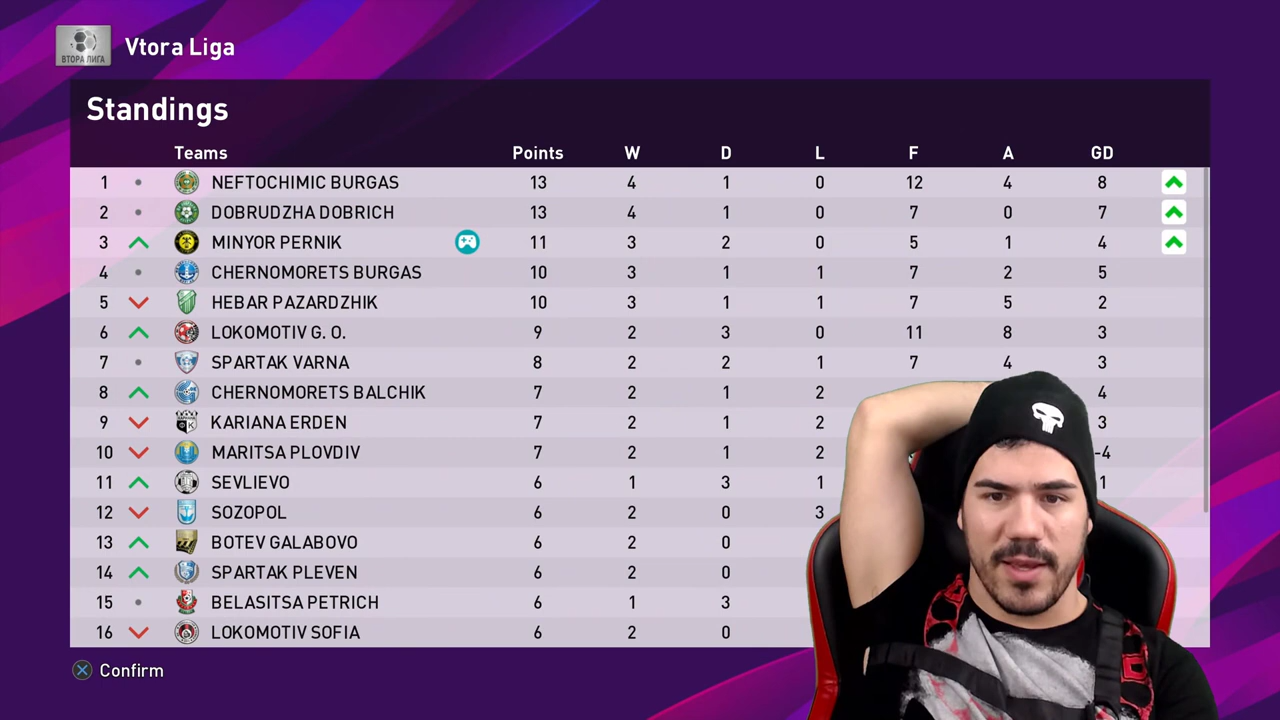 ВТОРА ЛИГА
Vtora Liga
Standings
Teams Points W D L F A GD
1 NEFTOCHIMIC BURGAS 13 4 1 0 12 4 8
2 DOBRUDZHA DOBRICH 13 4 1 0 7 0 7
3 MINYOR PERNIK 11 3 2 0 5 1 4
4 CHERNOMORETS BURGAS 10 3 1 1 7 2 5
5 HEBAR PAZARDZHIK 10 3 1 1 7 5 2
6 LOKOMOTIV G. O. 9 2 3 0 11 8 3
7 SPARTAK VARNA 8 2 2 1 7 4 3
8 CHERNOMORETS BALCHIK 7 2 1 2 4
9 KARIANA ERDEN 7 2 1 2 3
10 MARITSA PLOVDIV 7 2 1 2 -4
11 SEVLIEVO 6 1 3 1 1
12 SOZOPOL 6 2 0 3
13 BOTEV GALABOVO 6 2 0
14 SPARTAK PLEVEN 6 2 0
15 BELASITSA PETRICH 6 1 3
16 LOKOMOTIV SOFIA 6 2 0
Confirm